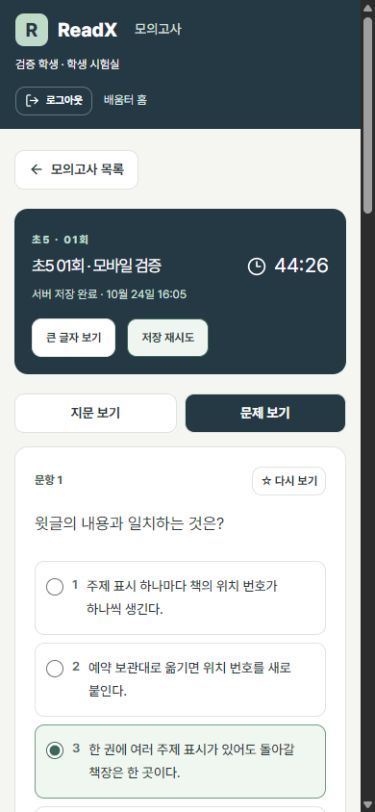 R ReadX 모의고사
검증 학생 · 학생 시험실
로그아웃 배움터 홈
← 모의고사 목록
초5 · 01회
초5 01회 · 모바일 검증 44:26
서버 저장 완료 · 10월 24일 16:05
큰 글자 보기 저장 재시도
지문 보기 문제 보기
문항 1 ☆ 다시 보기
윗글의 내용과 일치하는 것은?
1 주제 표시 하나마다 책의 위치 번호가
하나씩 생긴다.
2 예약 보관대로 옮기면 위치 번호를 새로
붙인다.
3 한 권에 여러 주제 표시가 있어도 돌아갈
책장은 한 곳이다.